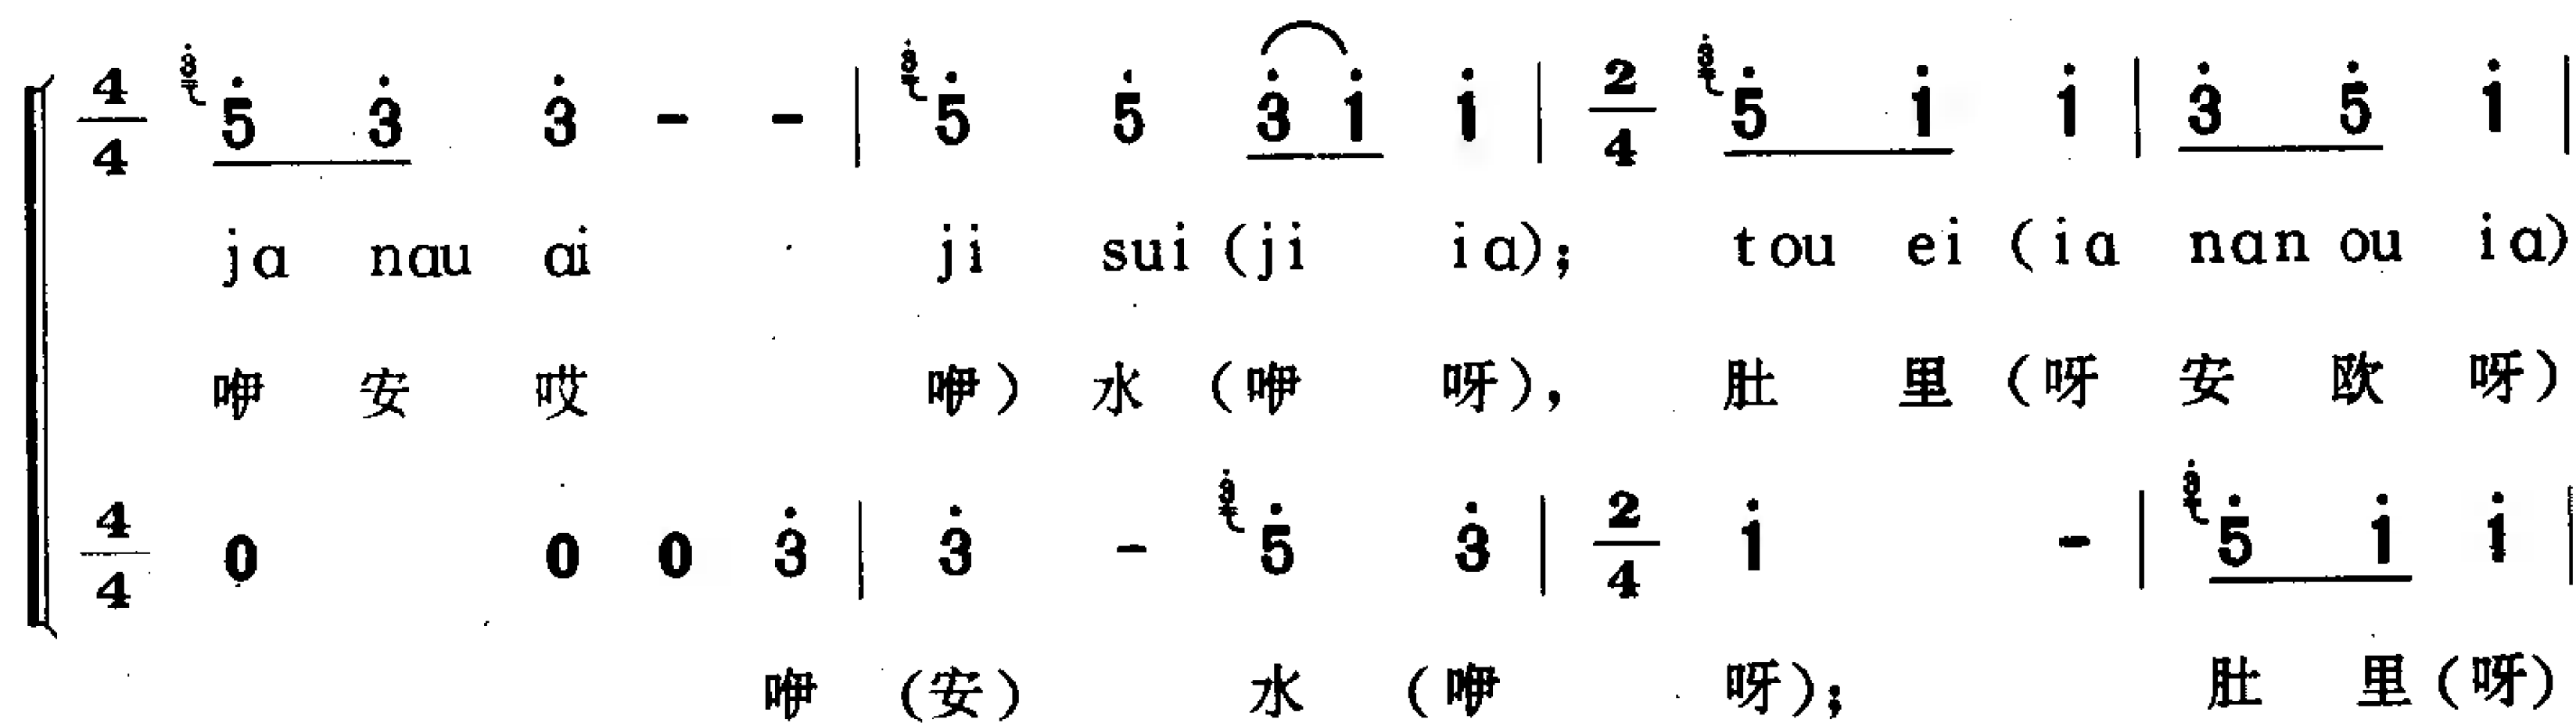 4/4 5̇ 3̇ 3̇ - - | 5̇ 5̇ 3̇ 1̇ 1̇ | 2/4 5̇ 1̇ 1̇ | 3̇ 5̇ 1̇ |
ja nau ai ji sui (ji ia); tou ei (ia nan ou ia)
咿 安 哎 咿) 水 (咿 呀), 肚 里 (呀 安 欧 呀)
4/4 0 0 0 3̇ | 3̇ - 5̇ 3̇ | 2/4 1̇ - | 5̇ 1̇ 1̇ |
咿 (安) 水 (咿 呀); 肚 里 (呀)